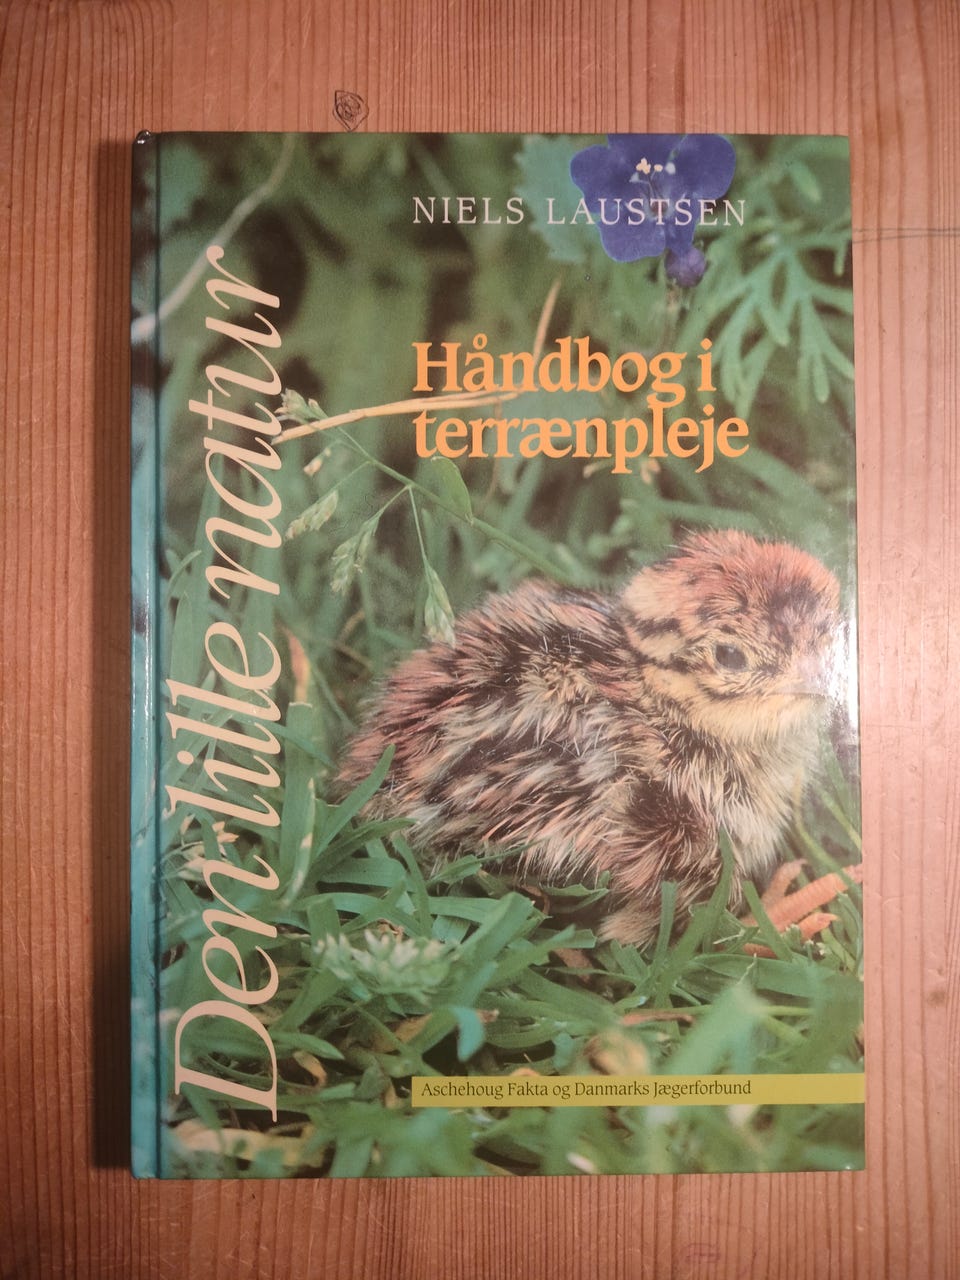 NIELS LAUSTSEN
Håndbog i
terrænpleje
Den lille natur
Aschehoug Fakta og Danmarks Jægerforbund